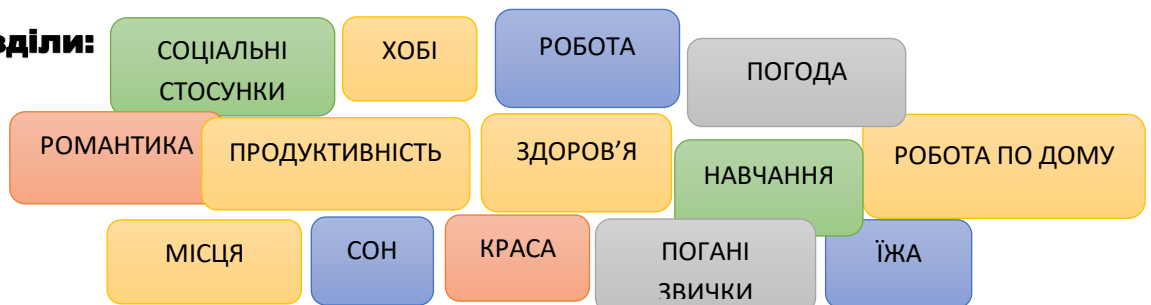 зділи:
СОЦІАЛЬНІ
СТОСУНКИ
ХОБІ
РОБОТА
ПОГОДА
РОМАНТИКА
ПРОДУКТИВНІСТЬ
ЗДОРОВ’Я
НАВЧАННЯ
РОБОТА ПО ДОМУ
МІСЦЯ
СОН
КРАСА
ПОГАНІ
ЗВИЧКИ
ЇЖА